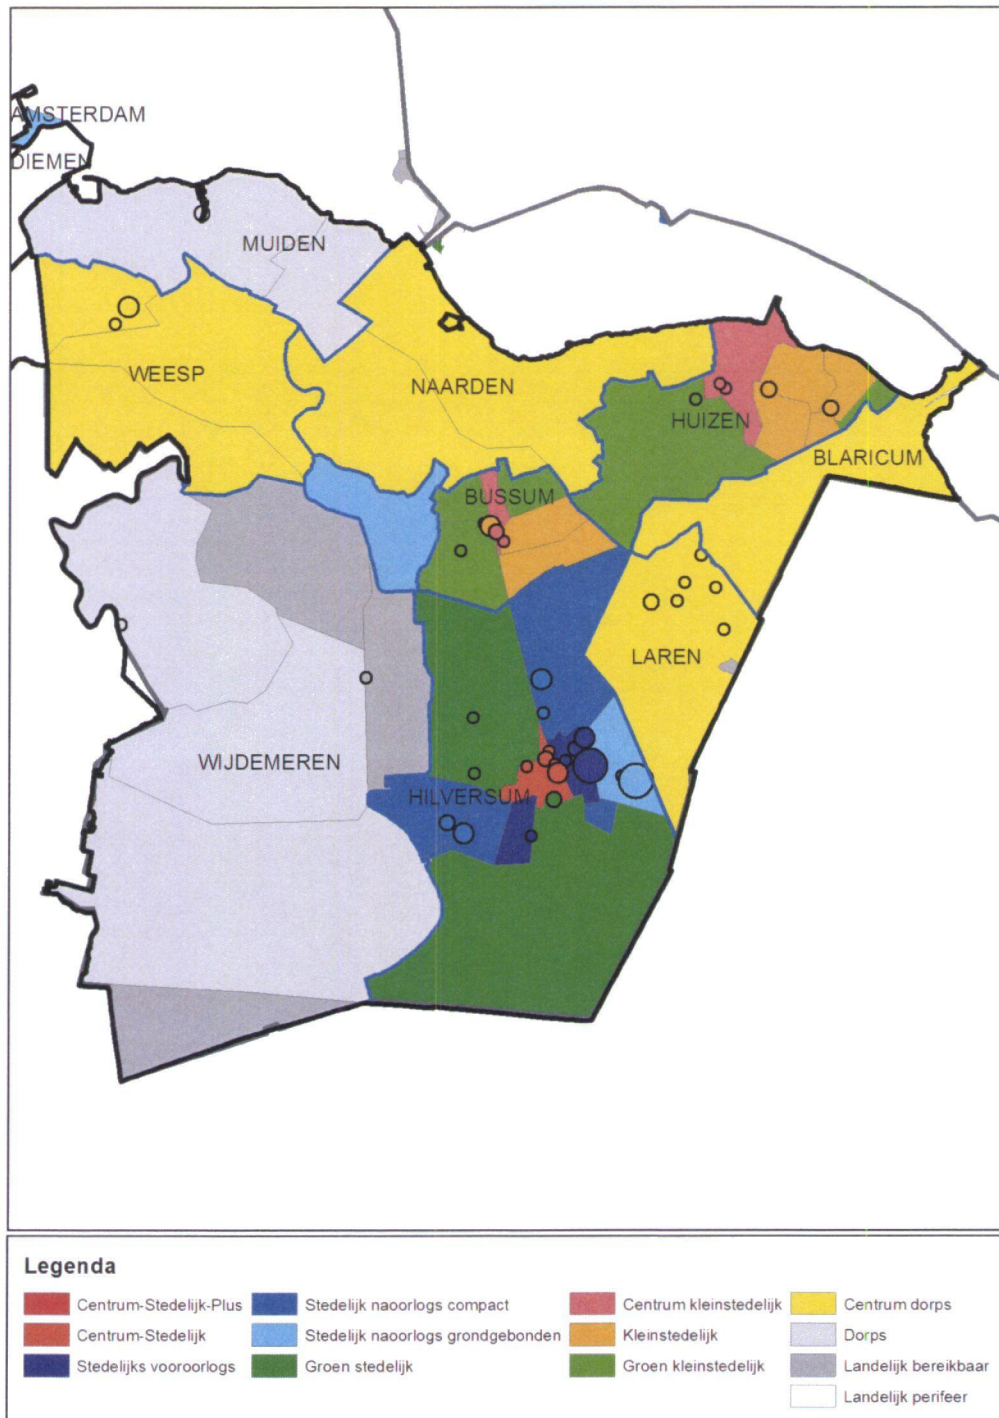 AMSTERDAM
DIEMEN
MUIDEN
WEESP
NAARDEN
HUIZEN
BLARICUM
BUSSUM
LAREN
WIJDEMEREN
HILVERSUM
Legenda
Centrum-Stedelijk-Plus
Centrum-Stedelijk
Stedelijks vooroorlogs
Stedelijk naoorlogs compact
Stedelijk naoorlogs grondgebonden
Groen stedelijk
Centrum kleinstedelijk
Kleinstedelijk
Groen kleinstedelijk
Centrum dorps
Dorps
Landelijk bereikbaar
Landelijk perifeer